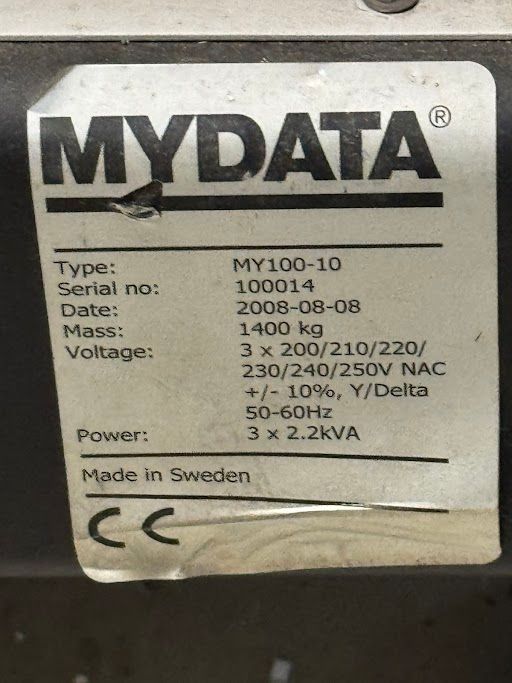 MYDATA®
Type: MY100-10
Serial no: 100014
Date: 2008-08-08
Mass: 1400 kg
Voltage: 3 x 200/210/220/
230/240/250V NAC
+/- 10%, Y/Delta
50-60Hz
Power: 3 x 2.2kVA
Made in Sweden
CE